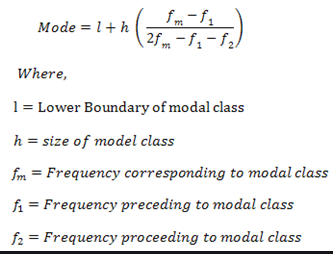 Mode = l + h ( (f_m − f_1) / (2f_m − f_1 − f_2) )
Where,
l = Lower Boundary of modal class
h = size of model class
f_m = Frequency corresponding to modal class
f_1 = Frequency preceding to modal class
f_2 = Frequency proceeding to modal class